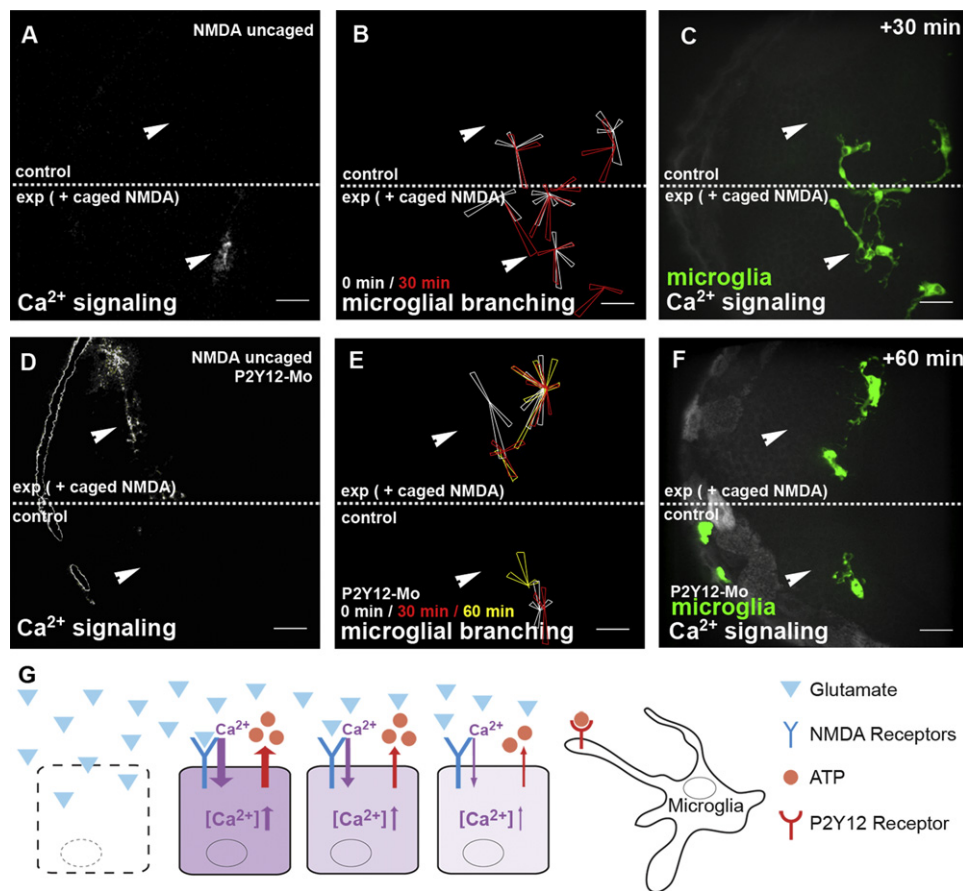 A
NMDA uncaged
control
exp ( + caged NMDA)
Ca²⁺ signaling
B
control
exp ( + caged NMDA)
0 min / 30 min
microglial branching
C
+30 min
control
exp ( + caged NMDA)
microglia
Ca²⁺ signaling
D
NMDA uncaged
P2Y12-Mo
exp ( + caged NMDA)
control
Ca²⁺ signaling
E
exp ( + caged NMDA)
control
P2Y12-Mo
0 min / 30 min / 60 min
microglial branching
F
+60 min
exp ( + caged NMDA)
control
P2Y12-Mo
microglia
Ca²⁺ signaling
G
Ca²⁺
Ca²⁺
Ca²⁺
[Ca²⁺]
[Ca²⁺]
[Ca²⁺]
Microglia
Glutamate
NMDA Receptors
ATP
P2Y12 Receptor